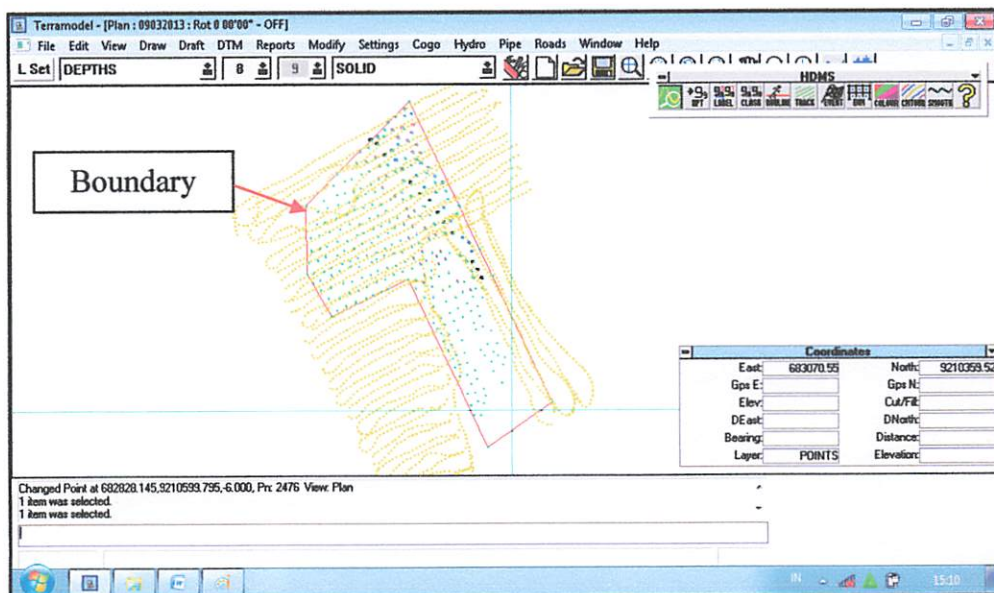 Terramodel - [Plan : 09032013 : Rot 0 00'00" - OFF]
File Edit View Draw Draft DTM Reports Modify Settings Cogo Hydro Pipe Roads Window Help
L Set DEPTHS 8 9 SOLID
HDMS
LABEL CLASS TRACK EVENT COLOUR SMOOTH
Boundary
Coordinates
East: 683070.55 North: 9210359.52
Gps E: Gps N:
Elev: Cut/Fill:
DEast: DNorth:
Bearing: Distance:
Layer: POINTS Elevation:
Changed Point at 682828.145,9210599.795,-6.000, Pn: 2476 View: Plan
1 item was selected.
1 item was selected.
IN 15:10